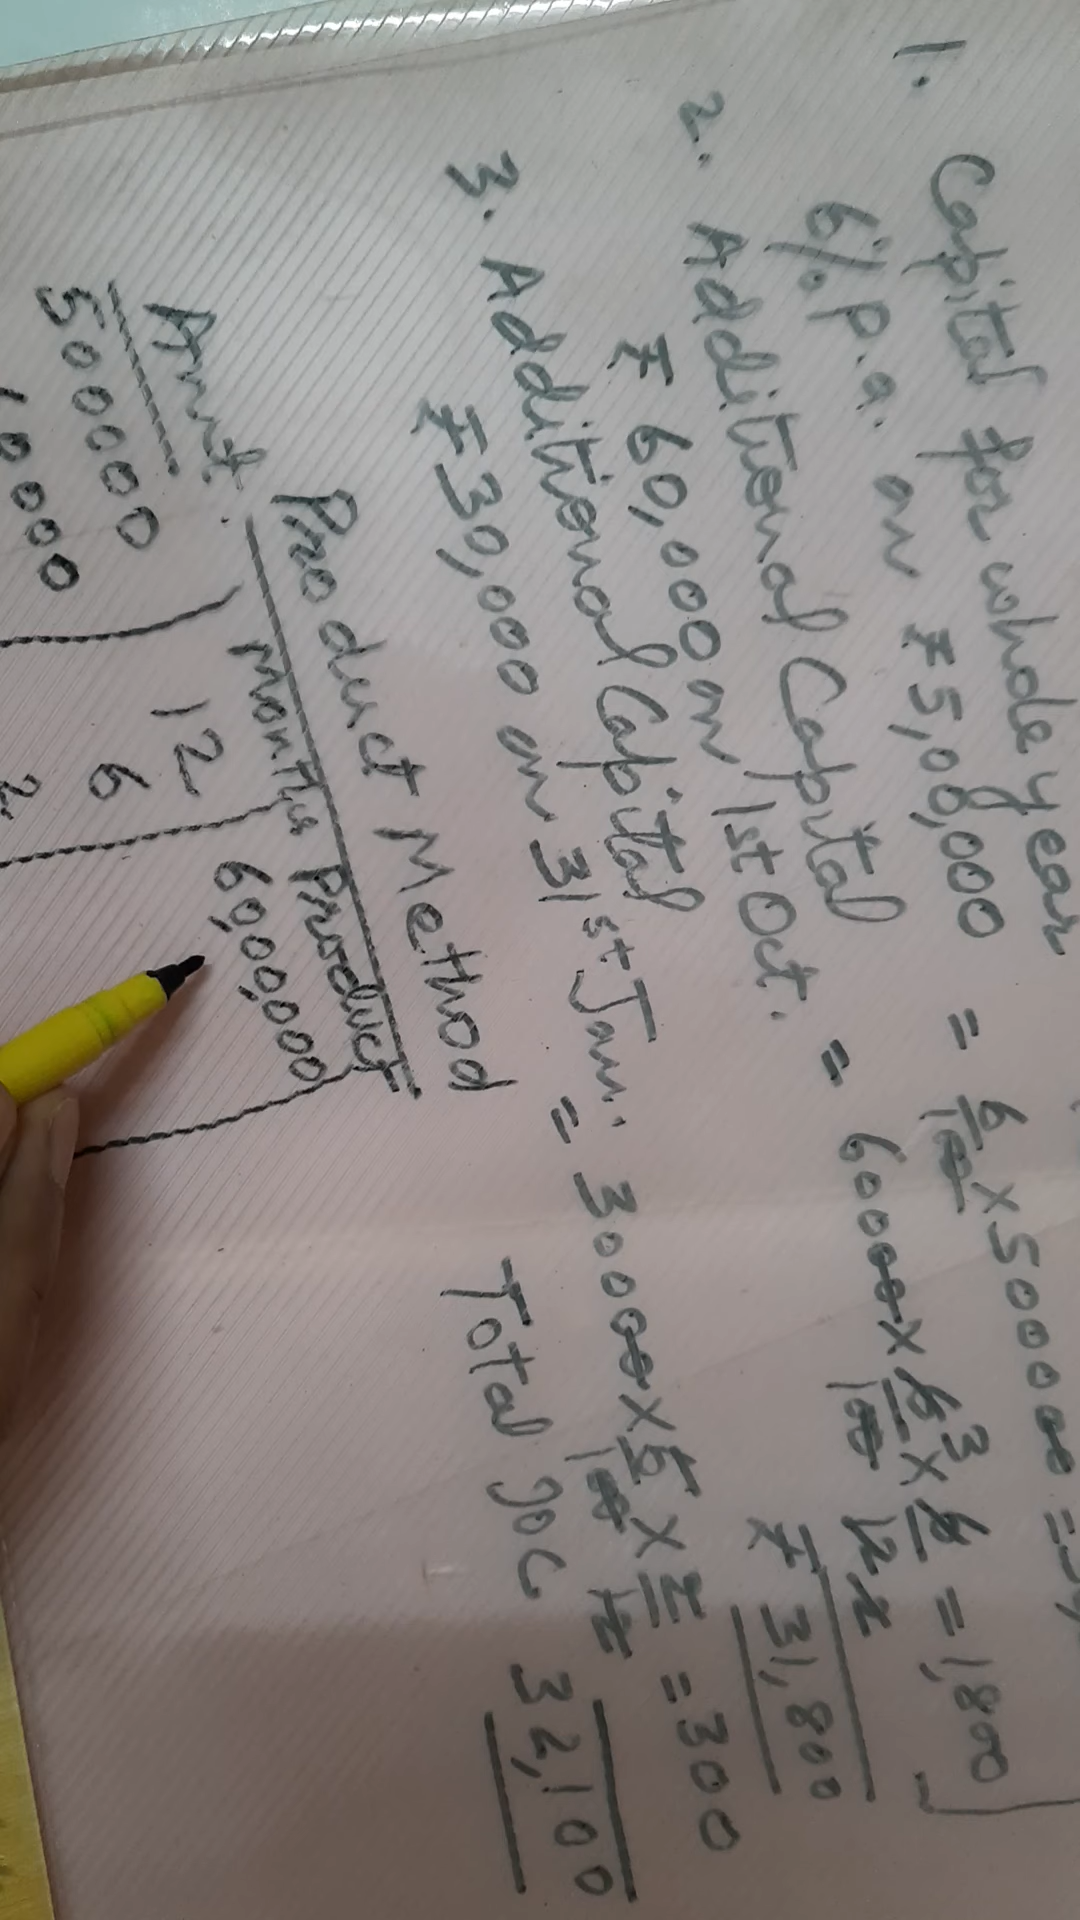 1. Capital for whole year
6% p.a. on ₹5,00,000 = 6/100 × 500000 =
2. Additional Capital
₹ 60,000 on 1st Oct. = 60000 × 6/100 × 6/12 = 1,800
₹ 31,800
3. Additional Capital
₹30,000 on 31st Jan. = 30000 × 6/100 × 2/12 = 300
Total IOC 32,100
Product Method
Amt. Months Product
500000 12 60,00,000
0000 6
2